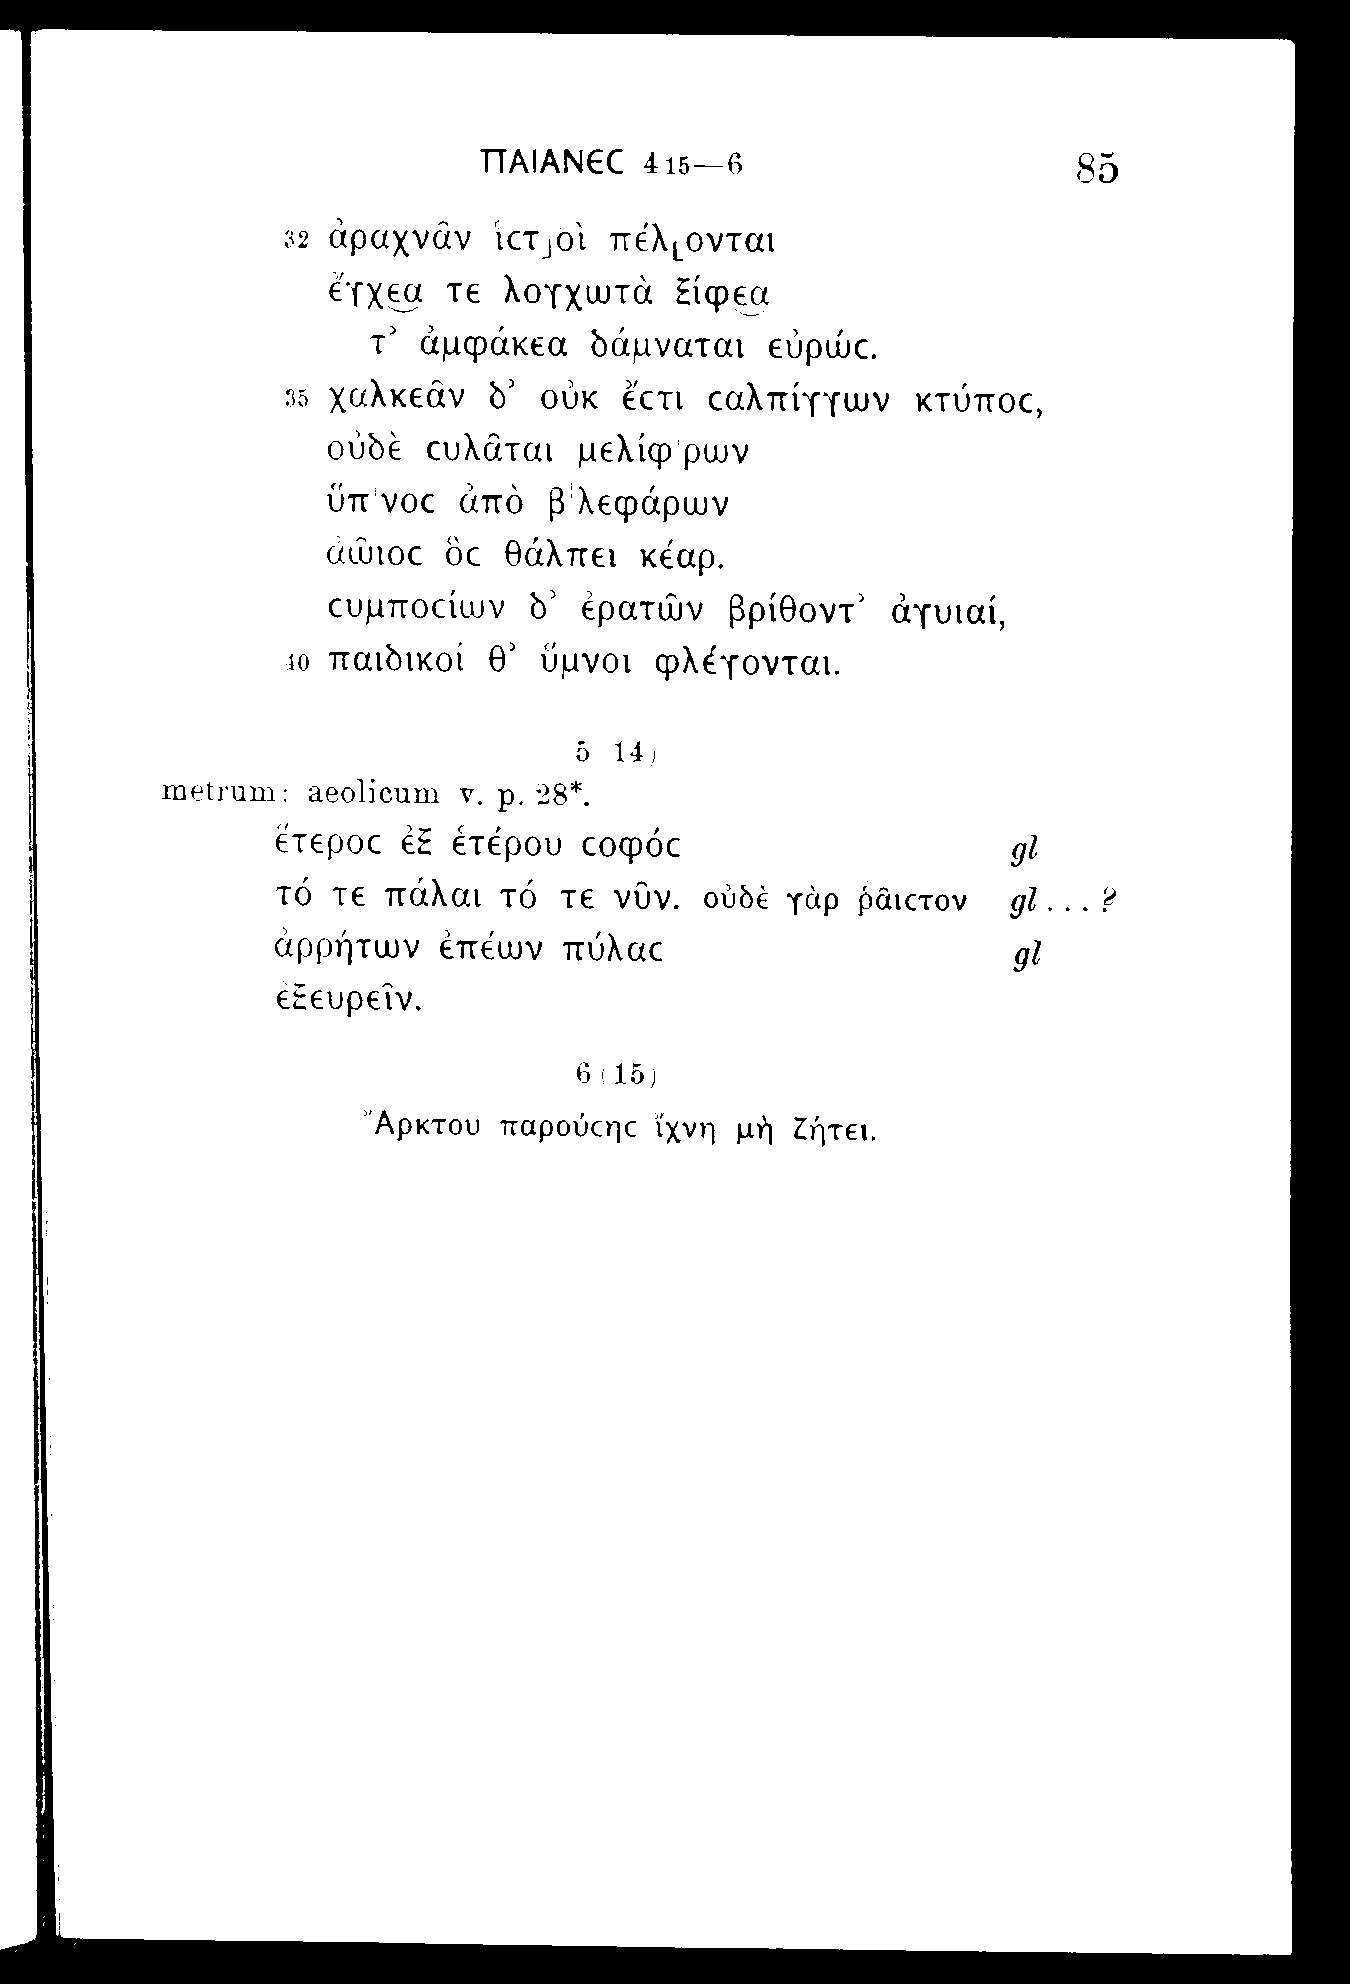 ΠΑΙΑΝΕϹ 4 15—6 85
32 ἀραχνᾶν ἱϲτ⌋οὶ πέλ⌊ονται
ἔγχεα τε λογχωτὰ ξίφεα
τ’ ἀμφάκεα δάμναται εὐρώϲ.
35 χαλκεᾶν δ’ οὐκ ἔϲτι ϲαλπίγγων κτύποϲ,
οὐδὲ ϲυλᾶται μελίφ'ρων
ὕπ'νοϲ ἀπὸ β'λεφάρων
ἀῶιοϲ ὃϲ θάλπει κέαρ.
ϲυμποϲίων δ’ ἐρατῶν βρίθοντ’ ἀγυιαί,
40 παιδικοί θ’ ὕμνοι φλέγονται.
5 14)
metrum: aeolicum v. p. 28*.
ἕτεροϲ ἐξ ἑτέρου ϲοφόϲ gl
τό τε πάλαι τό τε νῦν. οὐδὲ γὰρ ῥᾶιϲτον gl . . . ?
ἀρρήτων ἐπέων πύλαϲ gl
ἐξευρεῖν.
6 (15)
Ἄρκτου παρούϲηϲ ἴχνη μὴ ζήτει.